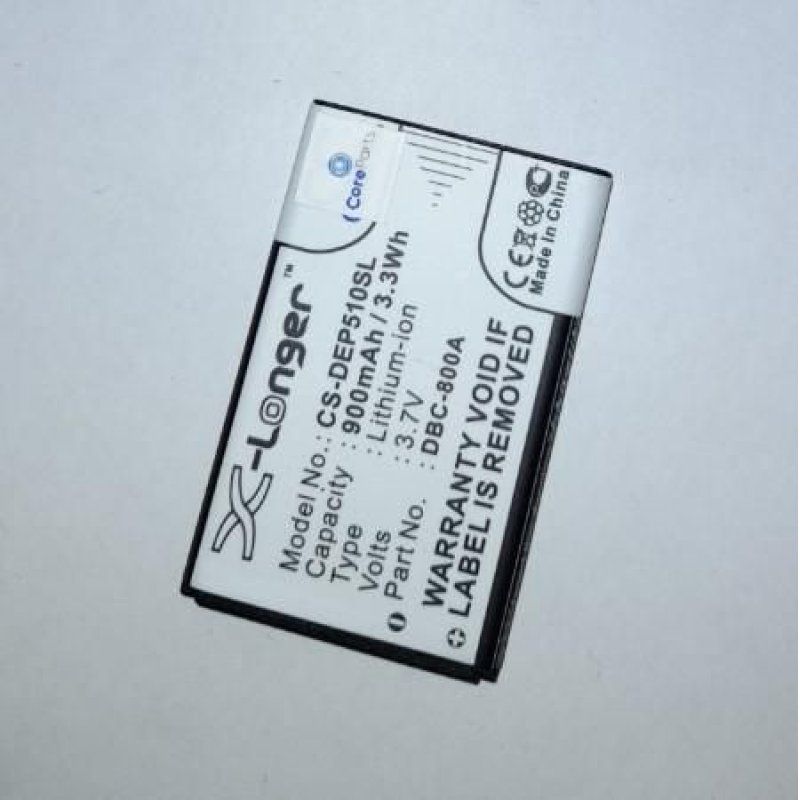 CoreParts
X-Longer™
Model No.: CS-DEP510SL
Capacity : 900mAh / 3.3Wh
Type : Lithium-ion
Volts : 3.7V
Part No. : DBC-800A
WARRANTY VOID IF
LABEL IS REMOVED
CE
Made in China